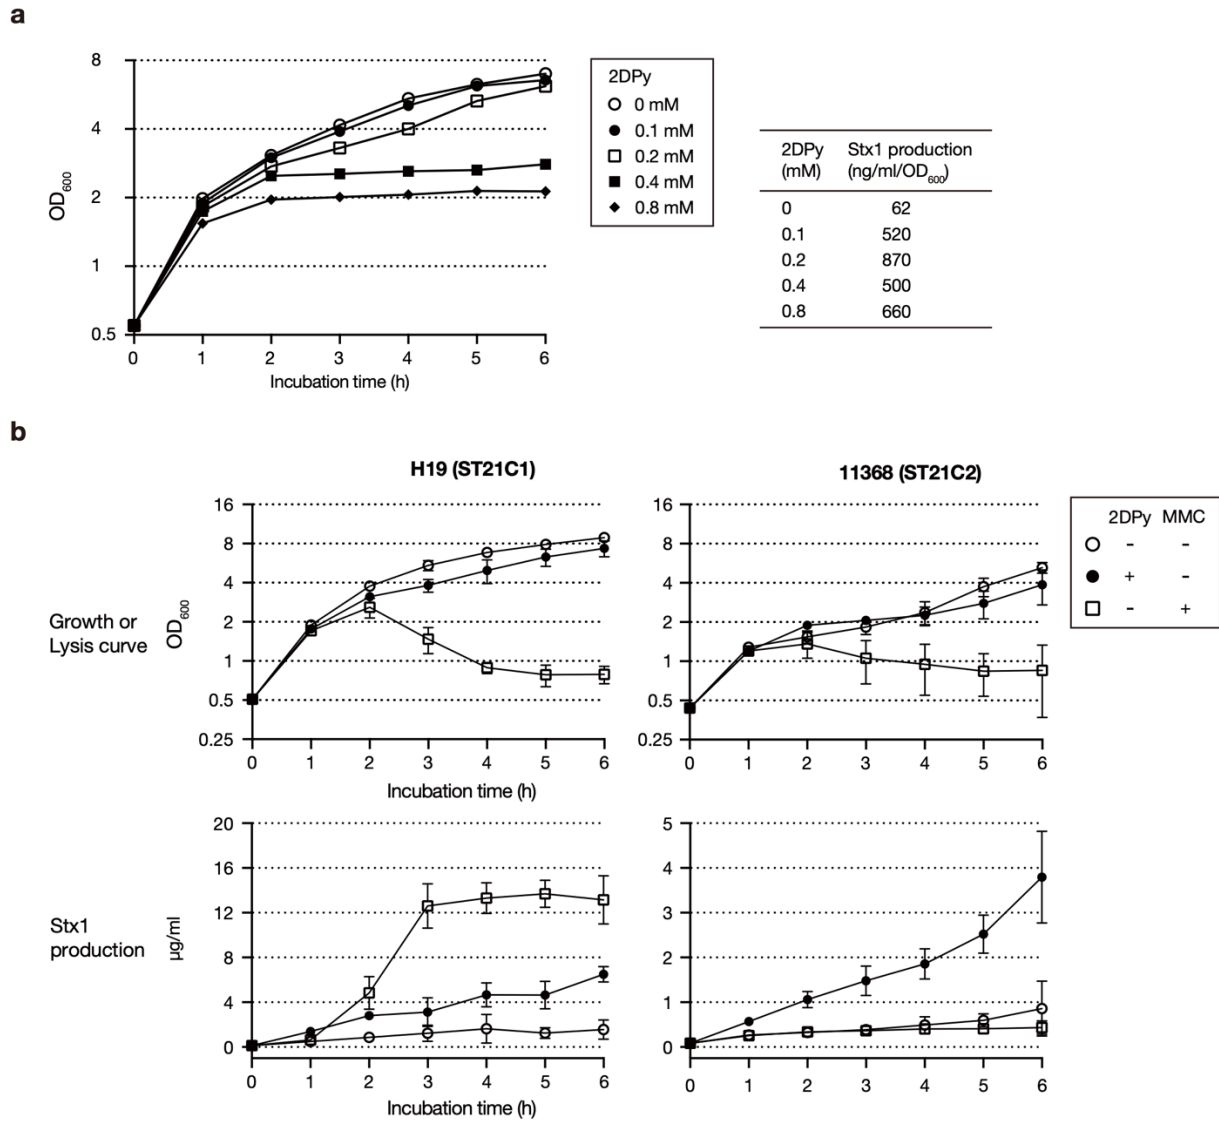 a
8
4
2
1
0.5
OD600
0 1 2 3 4 5 6
Incubation time (h)
2DPy
0 mM
0.1 mM
0.2 mM
0.4 mM
0.8 mM
2DPy Stx1 production
(mM) (ng/ml/OD600)
0 62
0.1 520
0.2 870
0.4 500
0.8 660
b
H19 (ST21C1)
Growth or
Lysis curve
OD600
16
8
4
2
1
0.5
0.25
0 1 2 3 4 5 6
Incubation time (h)
11368 (ST21C2)
16
8
4
2
1
0.5
0.25
0 1 2 3 4 5 6
2DPy MMC
- -
+ -
- +
Stx1
production
µg/ml
20
16
12
8
4
0
0 1 2 3 4 5 6
Incubation time (h)
5
4
3
2
1
0
0 1 2 3 4 5 6